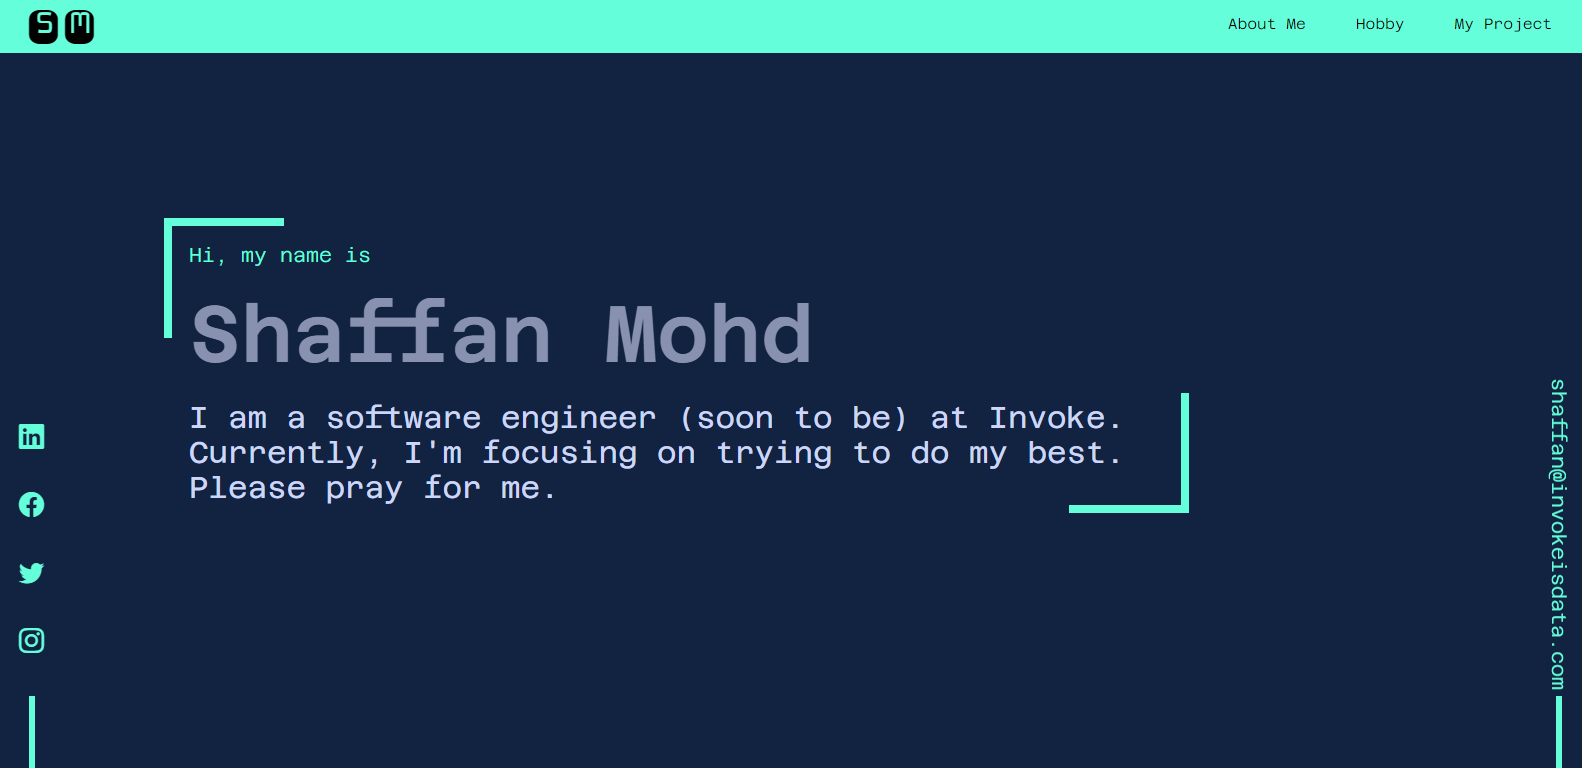 S M
About Me
Hobby
My Project
Hi, my name is
Shaffan Mohd
I am a software engineer (soon to be) at Invoke.
Currently, I'm focusing on trying to do my best.
Please pray for me.
in
shaffan@invokeisdata.com